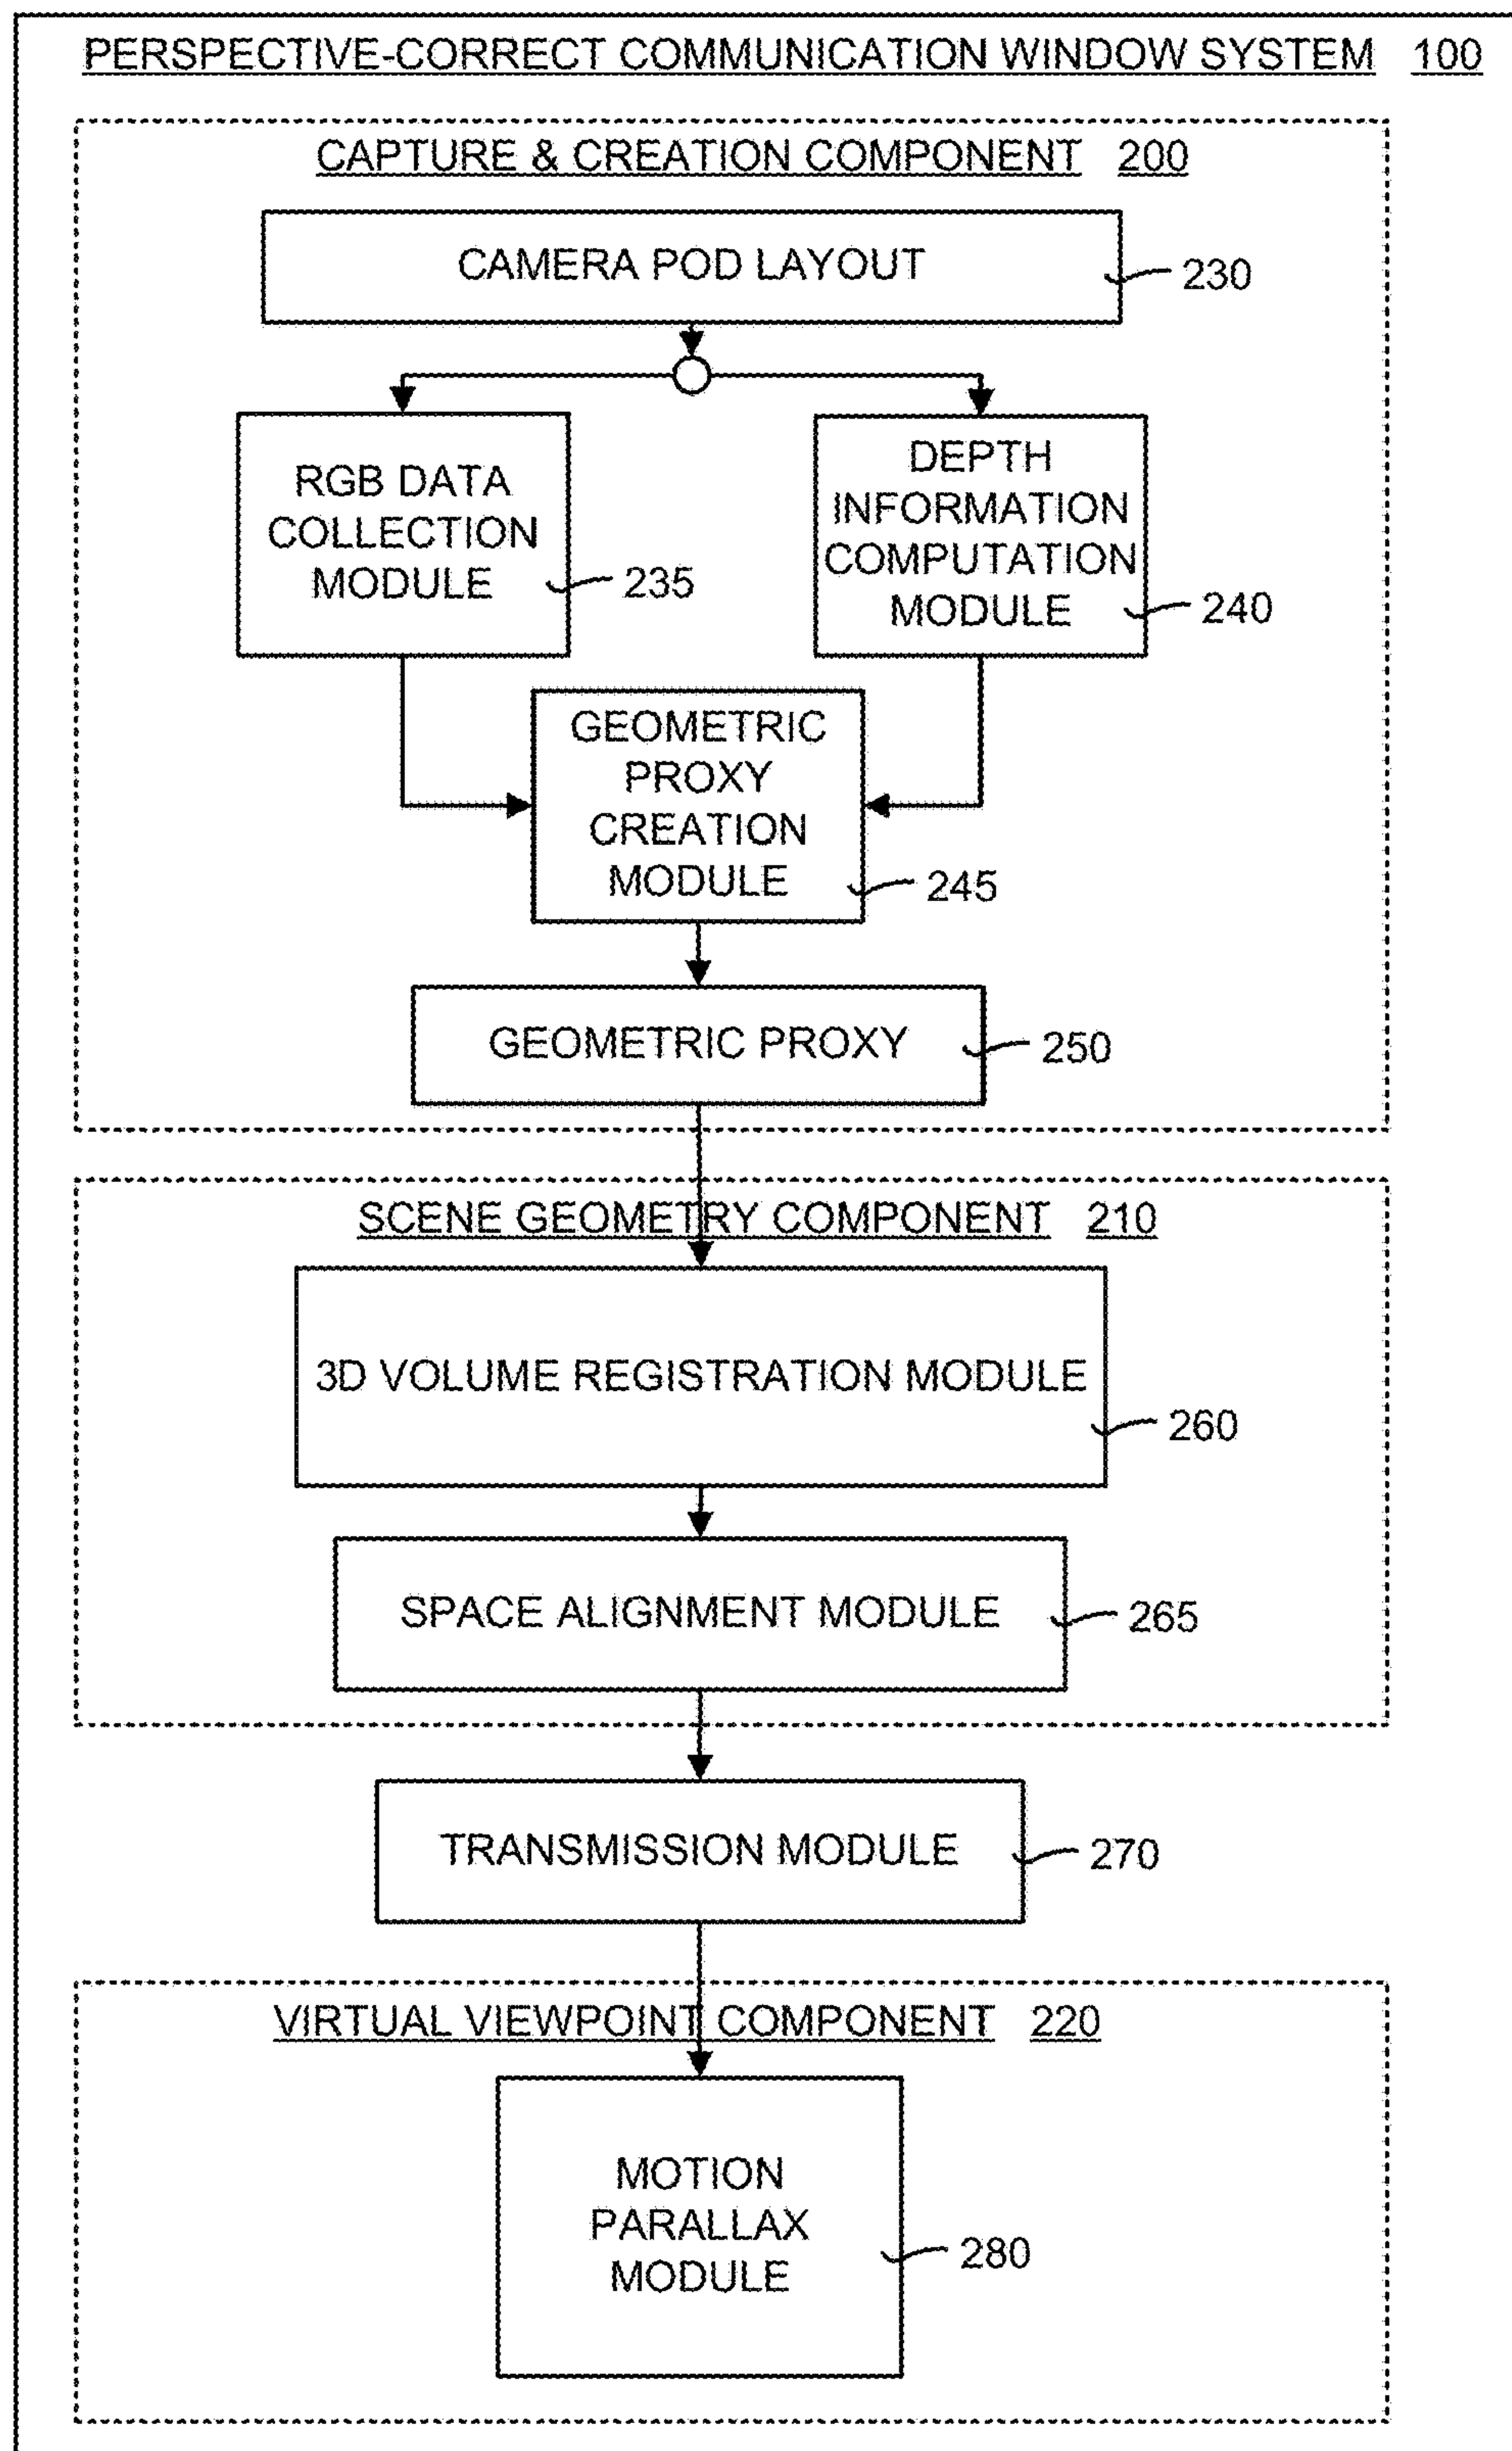 PERSPECTIVE-CORRECT COMMUNICATION WINDOW SYSTEM 100
CAPTURE & CREATION COMPONENT 200
CAMERA POD LAYOUT
230
RGB DATA
COLLECTION
MODULE
235
DEPTH
INFORMATION
COMPUTATION
MODULE
240
GEOMETRIC
PROXY
CREATION
MODULE
245
GEOMETRIC PROXY
250
SCENE GEOMETRY COMPONENT 210
3D VOLUME REGISTRATION MODULE
260
SPACE ALIGNMENT MODULE
265
TRANSMISSION MODULE
270
VIRTUAL VIEWPOINT COMPONENT 220
MOTION
PARALLAX
MODULE
280